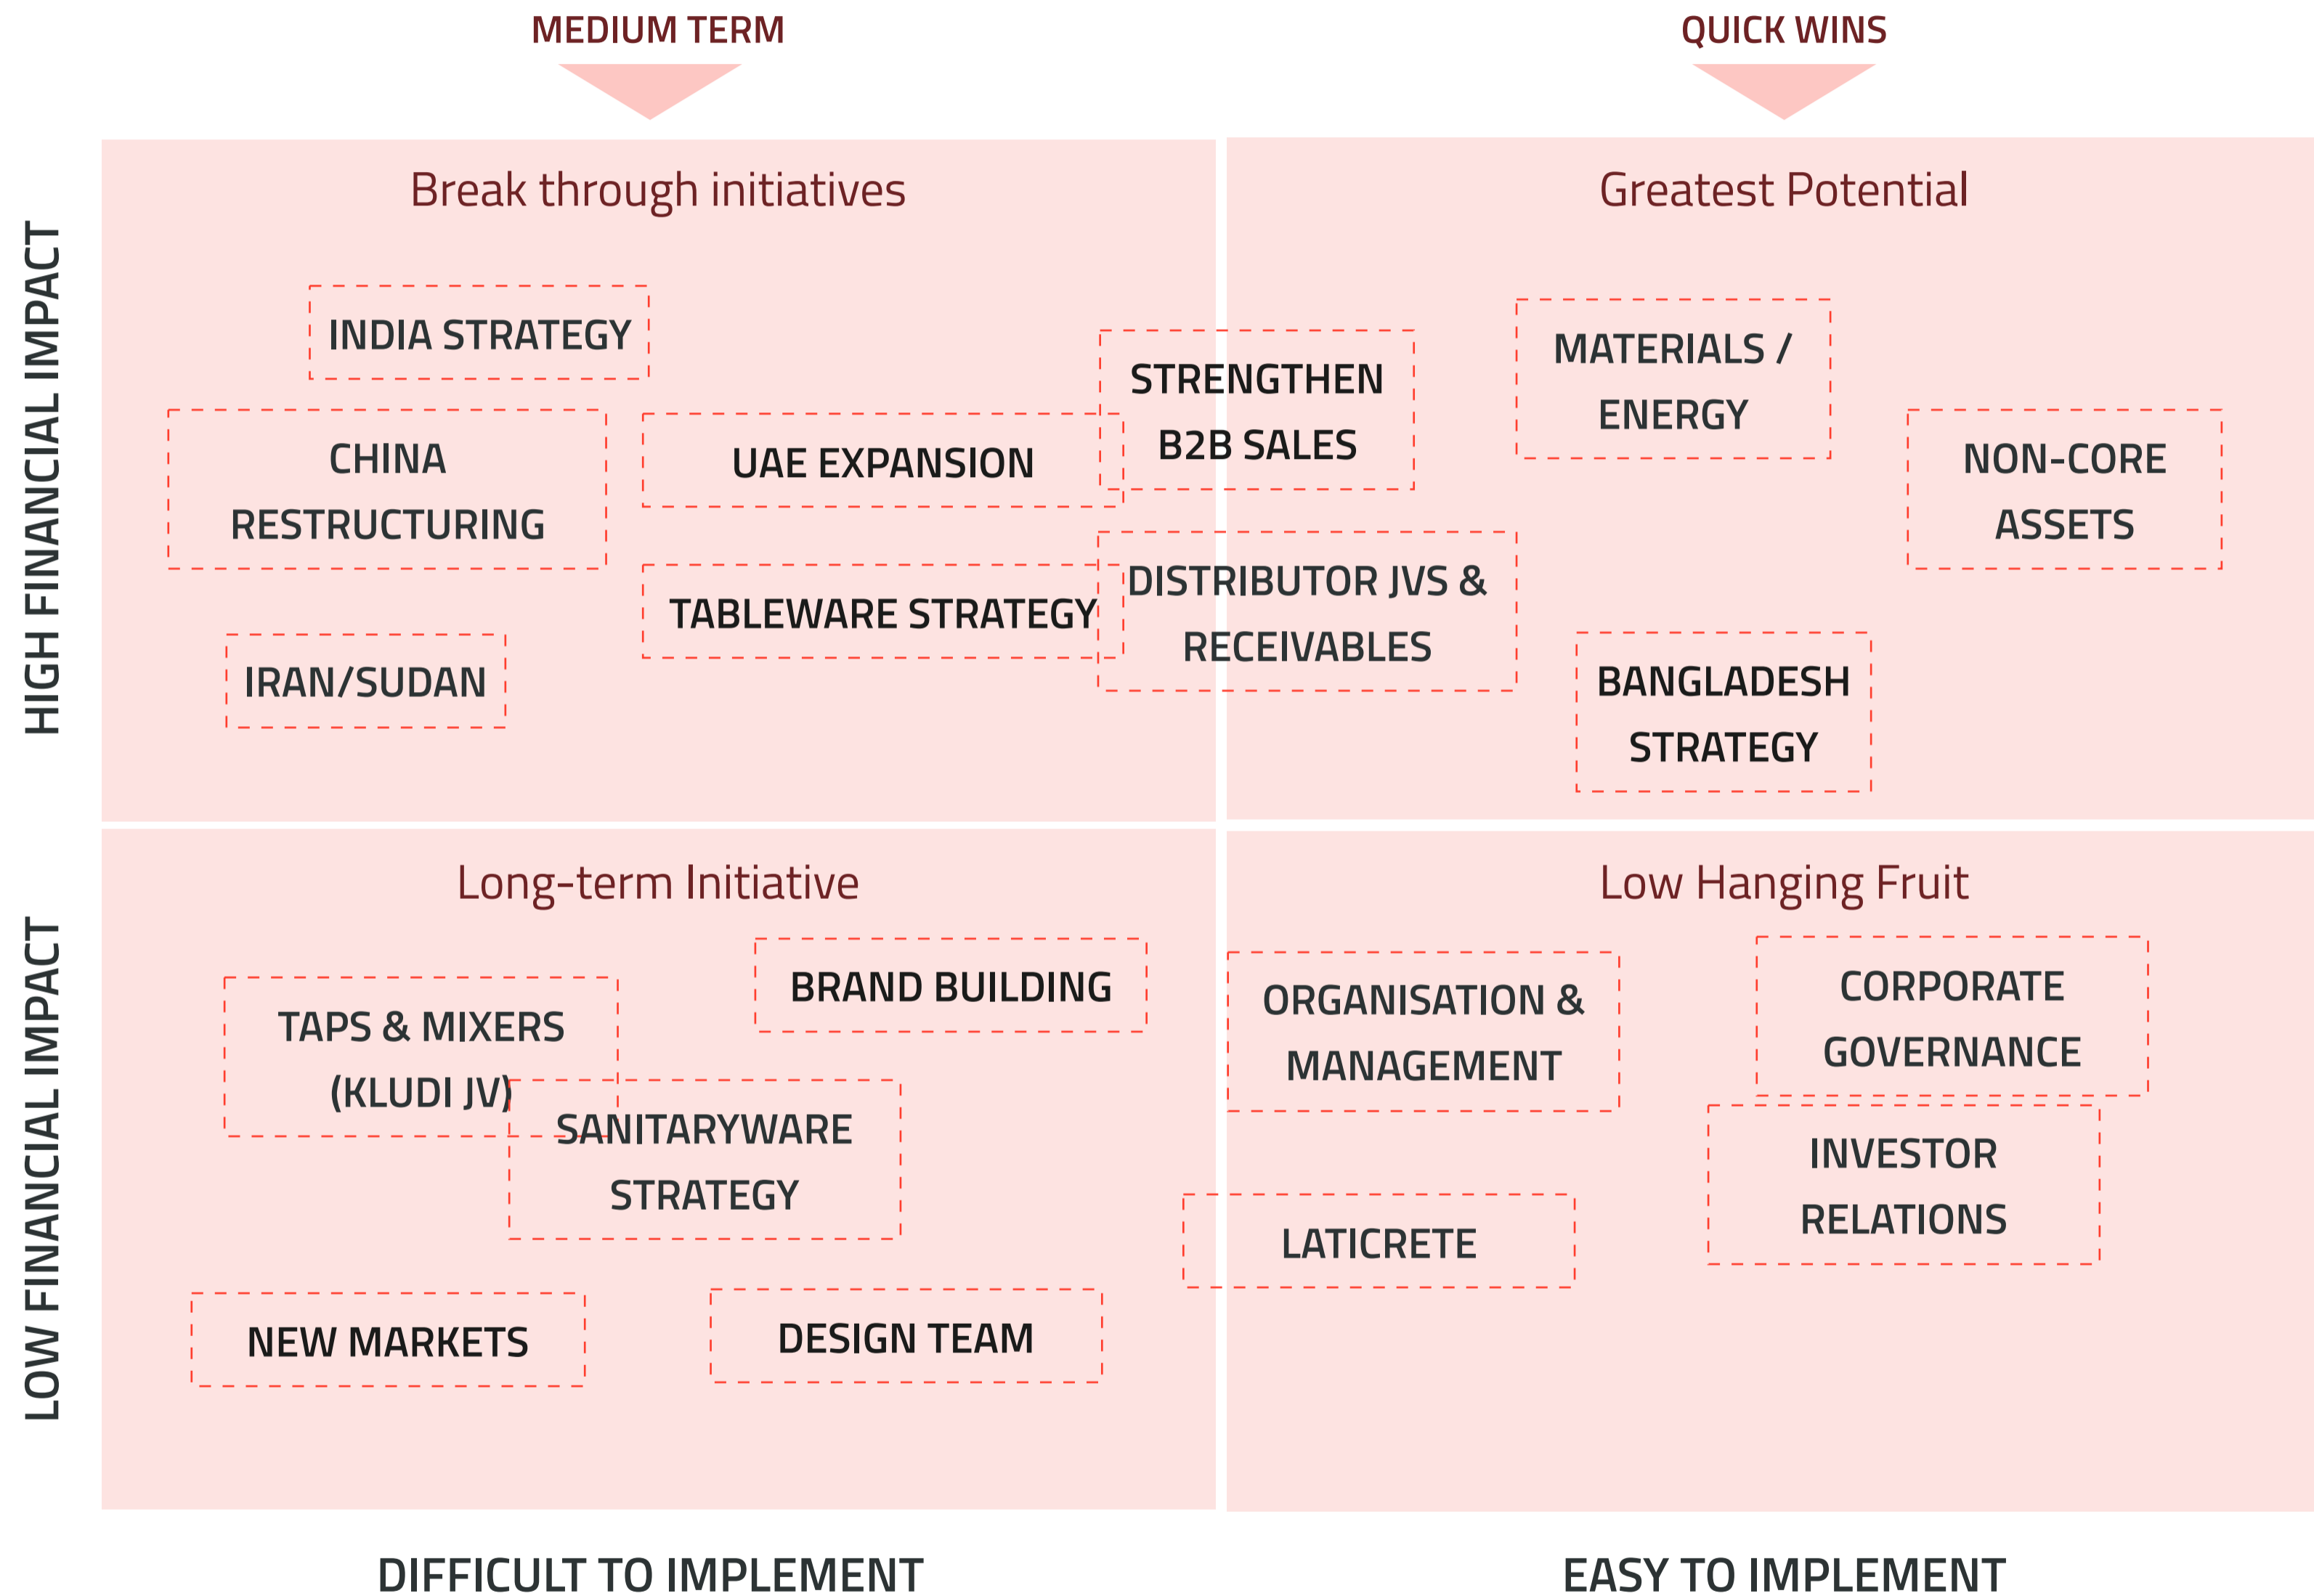 MEDIUM TERM
QUICK WINS
HIGH FINANCIAL IMPACT
Break through initiatives
INDIA STRATEGY
CHINA
RESTRUCTURING
UAE EXPANSION
TABLEWARE STRATEGY
IRAN/SUDAN
STRENGTHEN
B2B SALES
DISTRIBUTOR JVS &
RECEIVABLES
Greatest Potential
MATERIALS /
ENERGY
NON-CORE
ASSETS
BANGLADESH
STRATEGY
LOW FINANCIAL IMPACT
Long-term Initiative
BRAND BUILDING
TAPS & MIXERS
(KLUDI JV)
SANITARYWARE
STRATEGY
NEW MARKETS
DESIGN TEAM
Low Hanging Fruit
ORGANISATION &
MANAGEMENT
CORPORATE
GOVERNANCE
INVESTOR
RELATIONS
LATICRETE
DIFFICULT TO IMPLEMENT
EASY TO IMPLEMENT